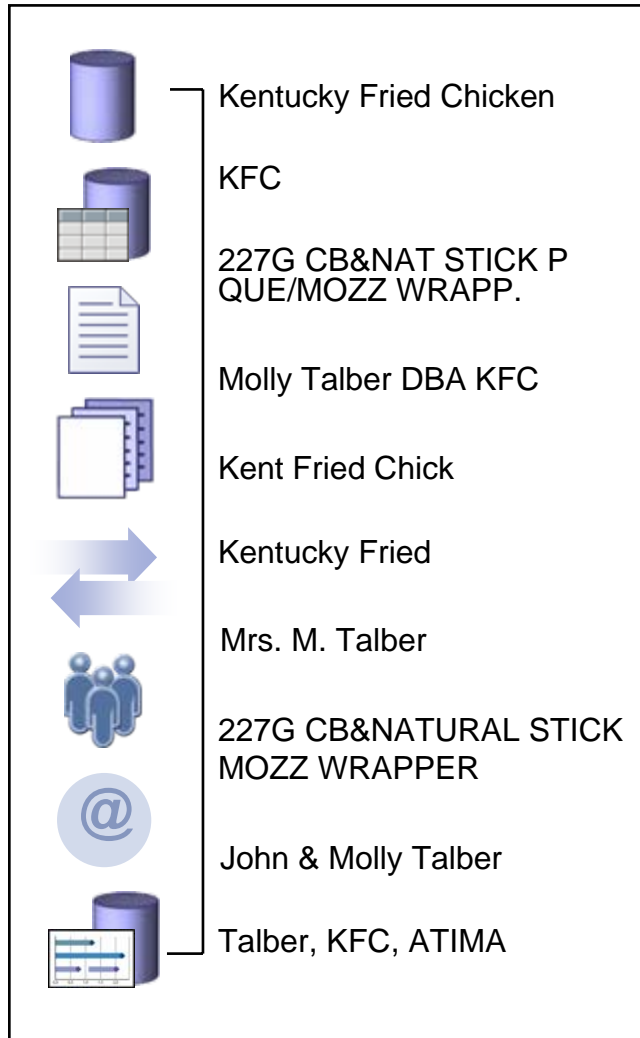 Kentucky Fried Chicken
KFC
227G CB&NAT STICK P
QUE/MOZZ WRAPP.
Molly Talber DBA KFC
Kent Fried Chick
Kentucky Fried
Mrs. M. Talber
227G CB&NATURAL STICK
MOZZ WRAPPER
@
John & Molly Talber
Talber, KFC, ATIMA